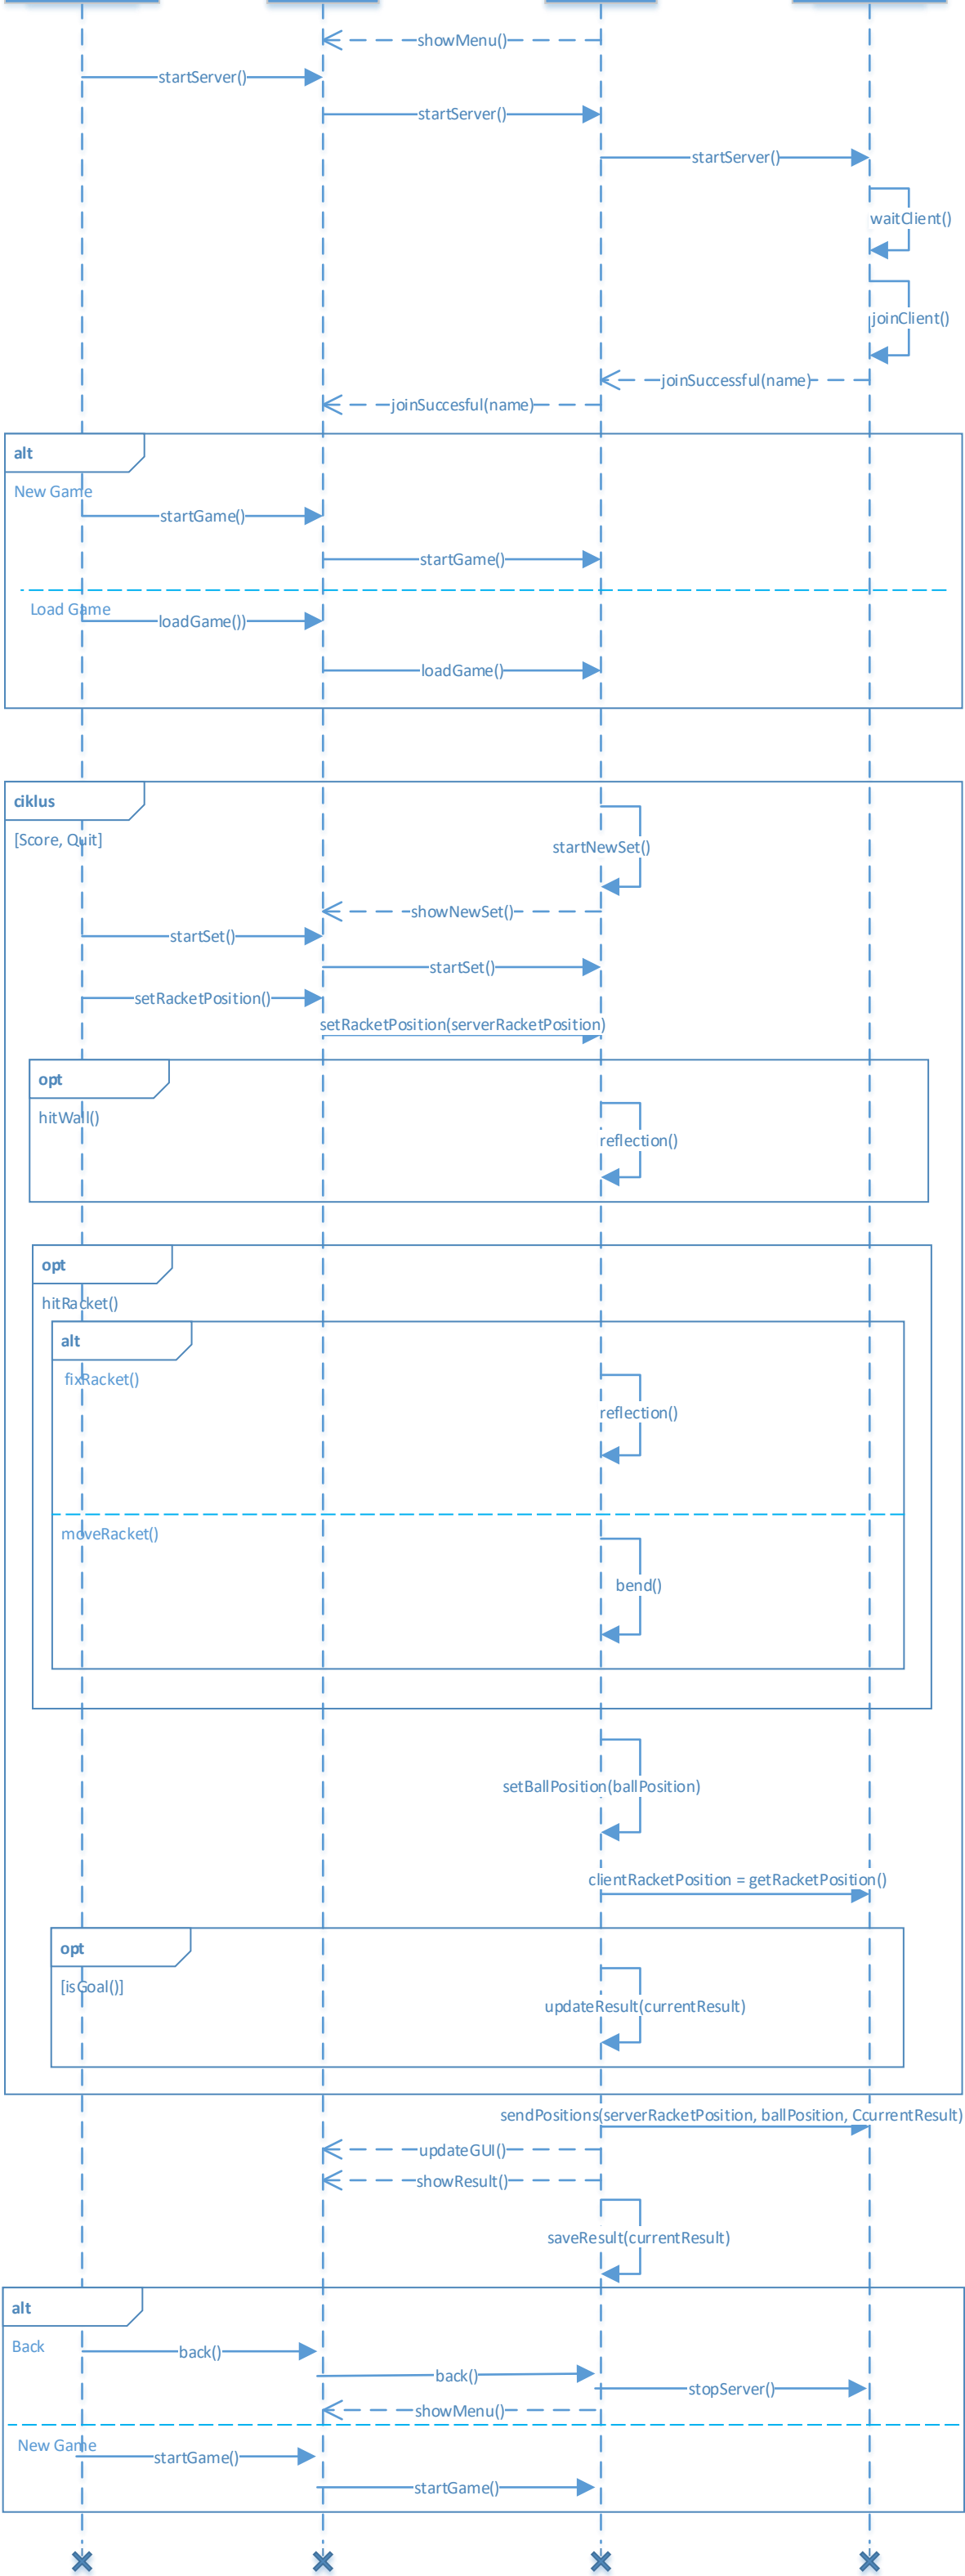 showMenu()
startServer()
startServer()
startServer()
waitClient()
joinClient()
joinSuccessful(name)
joinSuccesful(name)
alt
New Game
startGame()
startGame()
Load Game
loadGame())
loadGame()
ciklus
[Score, Quit]
startNewSet()
showNewSet()
startSet()
startSet()
setRacketPosition()
setRacketPosition(serverRacketPosition)
opt
hitWall()
reflection()
opt
hitRacket()
alt
fixRacket()
reflection()
moveRacket()
bend()
setBallPosition(ballPosition)
clientRacketPosition = getRacketPosition()
opt
[isGoal()]
updateResult(currentResult)
sendPositions(serverRacketPosition, ballPosition, CcurrentResult)
updateGUI()
showResult()
saveResult(currentResult)
alt
Back
back()
back()
stopServer()
showMenu()
New Game
startGame()
startGame()